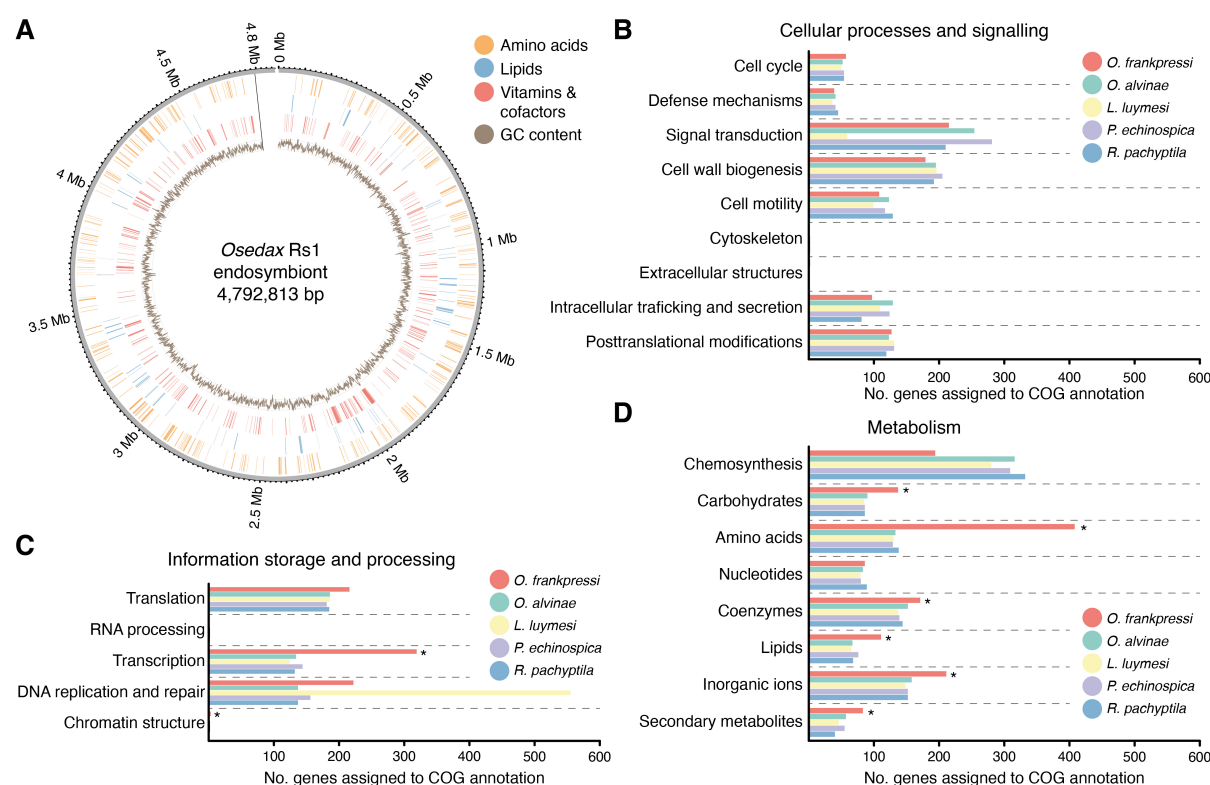 A
0 Mb
0.5 Mb
1 Mb
1.5 Mb
2 Mb
2.5 Mb
3 Mb
3.5 Mb
4 Mb
4.5 Mb
4.8 Mb
Amino acids
Lipids
Vitamins &
cofactors
GC content
Osedax Rs1
endosymbiont
4,792,813 bp
B
Cellular processes and signalling
Cell cycle
Defense mechanisms
Signal transduction
Cell wall biogenesis
Cell motility
Cytoskeleton
Extracellular structures
Intracellular traficking and secretion
Posttranslational modifications
O. frankpressi
O. alvinae
L. luymesi
P. echinospica
R. pachyptila
100 200 300 400 500 600
No. genes assigned to COG annotation
C
Information storage and processing
Translation
RNA processing
Transcription
*
DNA replication and repair
Chromatin structure
*
O. frankpressi
O. alvinae
L. luymesi
P. echinospica
R. pachyptila
100 200 300 400 500 600
No. genes assigned to COG annotation
D
Metabolism
Chemosynthesis
Carbohydrates
*
Amino acids
*
Nucleotides
Coenzymes
*
Lipids
*
Inorganic ions
*
Secondary metabolites
*
O. frankpressi
O. alvinae
L. luymesi
P. echinospica
R. pachyptila
100 200 300 400 500 600
No. genes assigned to COG annotation